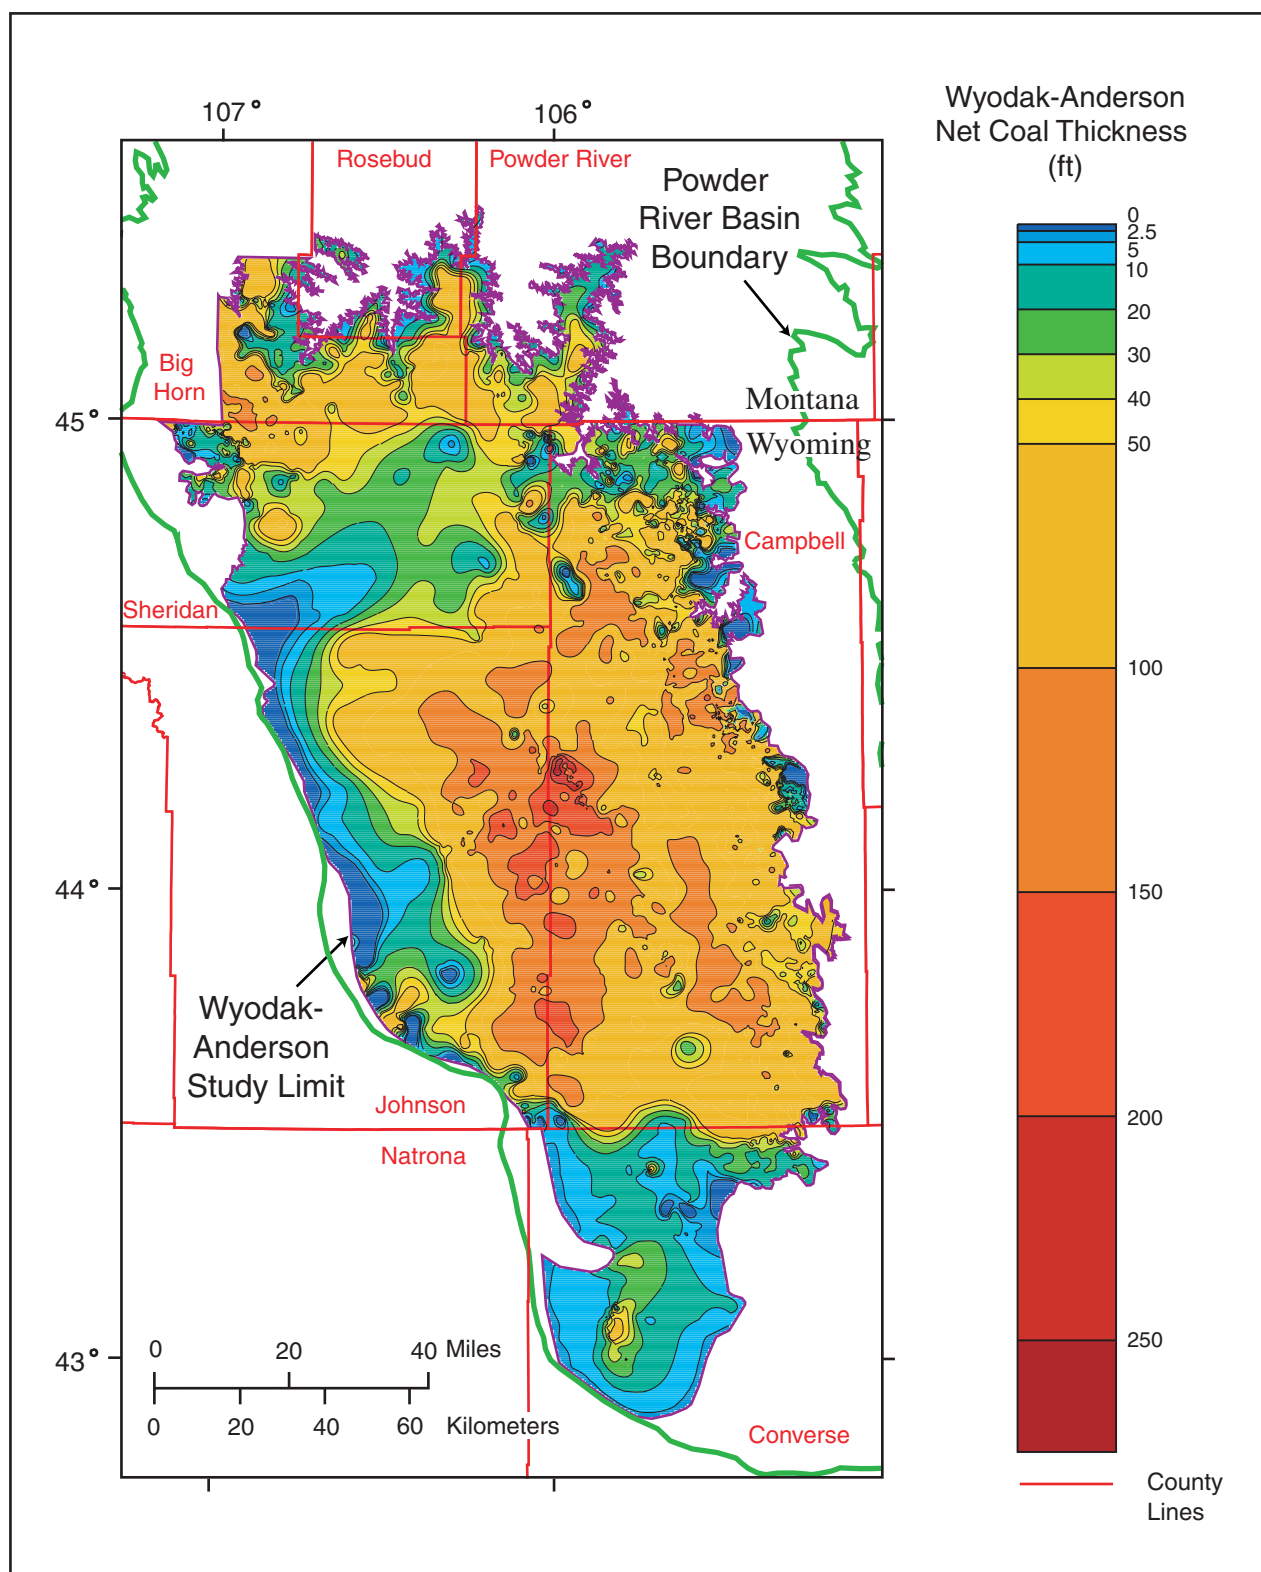 107°
106°
Wyodak-Anderson
Net Coal Thickness
(ft)
Rosebud
Powder River
Powder
River Basin
Boundary
0
2.5
5
10
20
30
40
50
100
150
200
250
Big
Horn
Montana
45°
Wyoming
Campbell
Sheridan
44°
Wyodak-
Anderson
Study Limit
Johnson
Natrona
43°
0 20 40 Miles
0 20 40 60 Kilometers
Converse
County
Lines